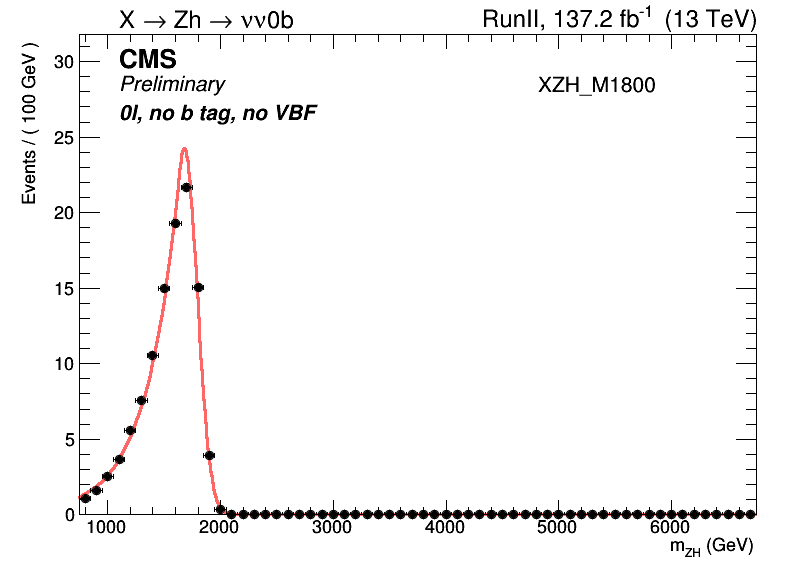 X → Zh → νν0b
RunII, 137.2 fb⁻¹ (13 TeV)
CMS
Preliminary
0l, no b tag, no VBF
XZH_M1800
Events / ( 100 GeV )
30
25
20
15
10
5
0
1000 2000 3000 4000 5000 6000
m_ZH (GeV)